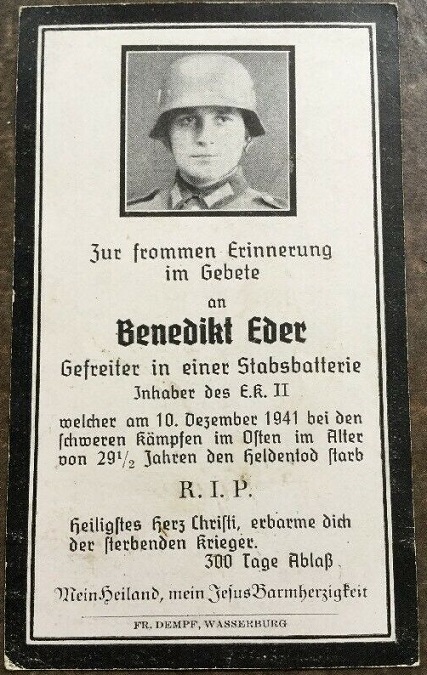 Zur frommen Erinnerung
im Gebete
an
Benedikt Eder
Gefreiter in einer Stabsbatterie
Inhaber des E.K. II
welcher am 10. Dezember 1941 bei den
schweren Kämpfen im Osten im Alter
von 29½ Jahren den Heldentod starb
R. I. P.
Heiligstes Herz Christi, erbarme dich
der sterbenden Krieger.
300 Tage Ablaß
Mein Heiland, mein Jesus Barmherzigkeit
FR. DEMPF, WASSERBURG